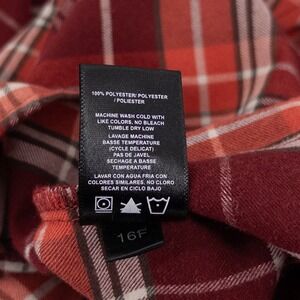 100% POLYESTER/ POLYESTER
/ POLIESTER
MACHINE WASH COLD WITH
LIKE COLORS, NO BLEACH
TUMBLE DRY LOW
LAVAGE MACHINE
BASSE TEMPERATURE
(CYCLE DELICAT)
PAS DE JAVEL
SECHAGE A BASSE
TEMPERATURE
LAVAR CON AGUA FRIA CON
COLORES SIMILARES. NO CLORO
SECAR EN CICLO BAJO
16F